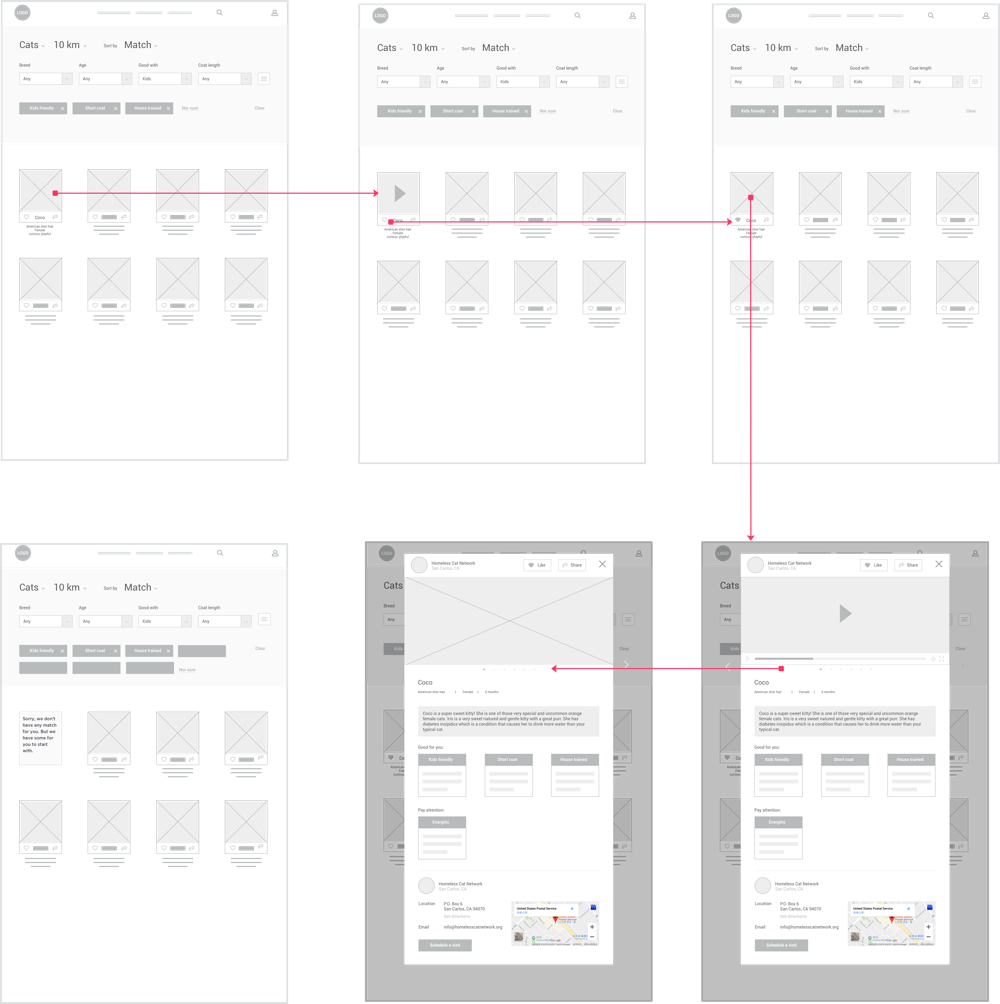 LOGO
Cats 10 km Sort by Match
Breed Age Good with Coat length
Any Any Kids Any
Kids friendly Short coat House trained Not sure Clear
Coco
American shor hair
Female
curious playful
LOGO
Cats 10 km Sort by Match
Breed Age Good with Coat length
Any Any Kids Any
Kids friendly Short coat House trained Not sure Clear
Coco
American shor hair
Female
curious playful
LOGO
Cats 10 km Sort by Match
Breed Age Good with Coat length
Any Any Kids Any
Kids friendly Short coat House trained Not sure Clear
Coco
American shor hair
Female
curious playful
LOGO
Cats 10 km Sort by Match
Breed Age Good with Coat length
Any Any Kids Any
Kids friendly Short coat House trained Clear
Not sure
Sorry, we don't
have any match
for you. But we
have some for
you to start
with.
LOGO
Cats
Breed
Any
Clear
Homeless Cat Network
San Carlos, CA
Like Share
Coco
American shor hair | Female | 6 months
Coco is a super sweet kitty! She is one of those very special and uncommon orange
female cats. Iris is a very sweet natured and gentle kitty with a great purr. She has
diabetes insipidus which is a condition that causes her to drink more water than your
typical cat
Good for you:
Kids friendly Short coat House trained
Pay attention:
Energitic
Homeless Cat Network
San Carlos, CA
Location P.O. Box 6
San Carlos, CA 94070
Get directions
Email info@homelesscatnetwork.org
Schedule a visit
United States Postal Service
LOGO
Cats
Breed
Any
Clear
Homeless Cat Network
San Carlos, CA
Like Share
Coco
American shor hair | Female | 6 months
Coco is a super sweet kitty! She is one of those very special and uncommon orange
female cats. Iris is a very sweet natured and gentle kitty with a great purr. She has
diabetes insipidus which is a condition that causes her to drink more water than your
typical cat
Good for you:
Kids friendly Short coat House trained
Pay attention:
Energitic
Homeless Cat Network
San Carlos, CA
Location P.O. Box 6
San Carlos, CA 94070
Get directions
Email info@homelesscatnetwork.org
Schedule a visit
United States Postal Service